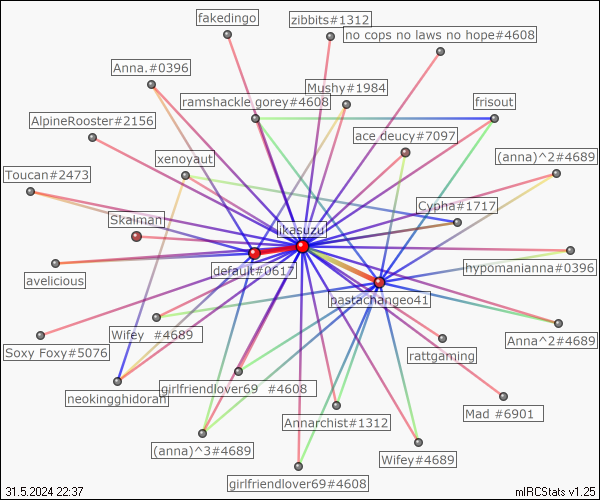 fakedingo
zibbits#1312
no cops no laws no hope#4608
Anna.#0396
Mushy#1984
ramshackle gorey#4608
frisout
AlpineRooster#2156
ace deucy#7097
xenoyaut
(anna)^2#4689
Toucan#2473
Cypha#1717
Skalman
ikasuzu
default#0617
hypomanianna#0396
avelicious
pastachangeo41
Wifey #4689
Anna^2#4689
Soxy Foxy#5076
rattgaming
girlfriendlover69 #4608
neokingghidorah
Mad #6901
Annarchist#1312
(anna)^3#4689
Wifey#4689
girlfriendlover69#4608
31.5.2024 22:37
mIRCStats v1.25